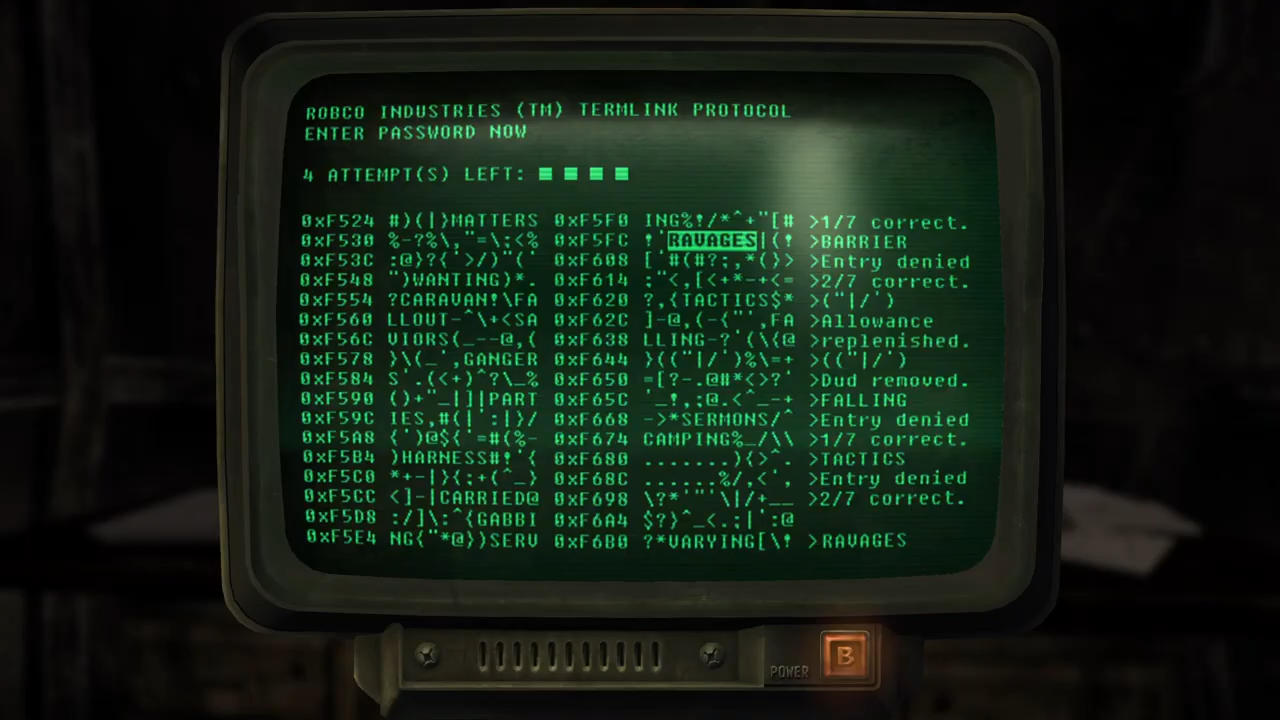 ROBCO INDUSTRIES (TM) TERMLINK PROTOCOL
ENTER PASSWORD NOW
4 ATTEMPT(S) LEFT:
0xF524 #)(|}MATTERS 0xF5F0 ING%!/*^+"[# >1/7 correct.
0xF530 %-?%\,"=\;<% 0xF5FC !'RAVAGES|(! >BARRIER
0xF53C :@}?{'>/)"(' 0xF608 ['#(#?;,*(}> >Entry denied
0xF548 ")WANTING)*. 0xF614 ;"<,[<+*-+<= >2/7 correct.
0xF554 ?CARAVAN!\FA 0xF620 ?,{TACTICS$* >("|/')
0xF560 LLOUT-^\+<SA 0xF62C ]-@,(-{"',FA >Allowance
0xF56C VIORS(_--@,( 0xF638 LLING-?'(\{@ >replenished.
0xF578 }\(_',GANGER 0xF644 }(("|/')%\=+ >(("|/')
0xF584 S'.(<+)^?\_% 0xF650 =[?-.@#*<>?' >Dud removed.
0xF590 ()+"_|]|PART 0xF65C '_!,;@.<^_-+ >FALLING
0xF59C IES,#(|':|}/ 0xF668 ->*SERMONS/^ >Entry denied
0xF5A8 {')@${'=#(%- 0xF674 CAMPING%_/\\ >1/7 correct.
0xF5B4 )HARNESS#!'{ 0xF680 .......){>^. >TACTICS
0xF5C0 *+-|}{;+(^_} 0xF68C ......%/,<', >Entry denied
0xF5CC <]-|CARRIED@ 0xF698 \?*'"'\|/+__ >2/7 correct.
0xF5D8 :/]\:^{GABBI 0xF6A4 $?}^_<.;|':@
0xF5E4 NG{"*@})SERV 0xF6B0 ?*VARYING[\! >RAVAGES
POWER
B